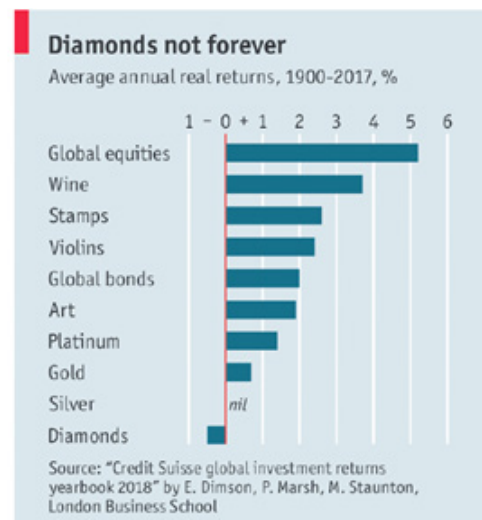 Diamonds not forever
Average annual real returns, 1900-2017, %
1 – 0 + 1 2 3 4 5 6
Global equities
Wine
Stamps
Violins
Global bonds
Art
Platinum
Gold
Silver nil
Diamonds
Source: "Credit Suisse global investment returns
yearbook 2018" by E. Dimson, P. Marsh, M. Staunton,
London Business School